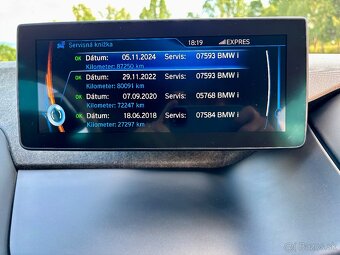 Servisná knižka
18:19
EXPRES
OK Dátum: 05.11.2024 Servis: 07593 BMW i
Kilometer: 87250 km
OK Dátum: 29.11.2022 Servis: 07593 BMW i
Kilometer: 80091 km
OK Dátum: 07.09.2020 Servis: 05768 BMW i
Kilometer: 72247 km
OK Dátum: 18.06.2018 Servis: 07584 BMW i
Kilometer: 27297 km
bazos.sk